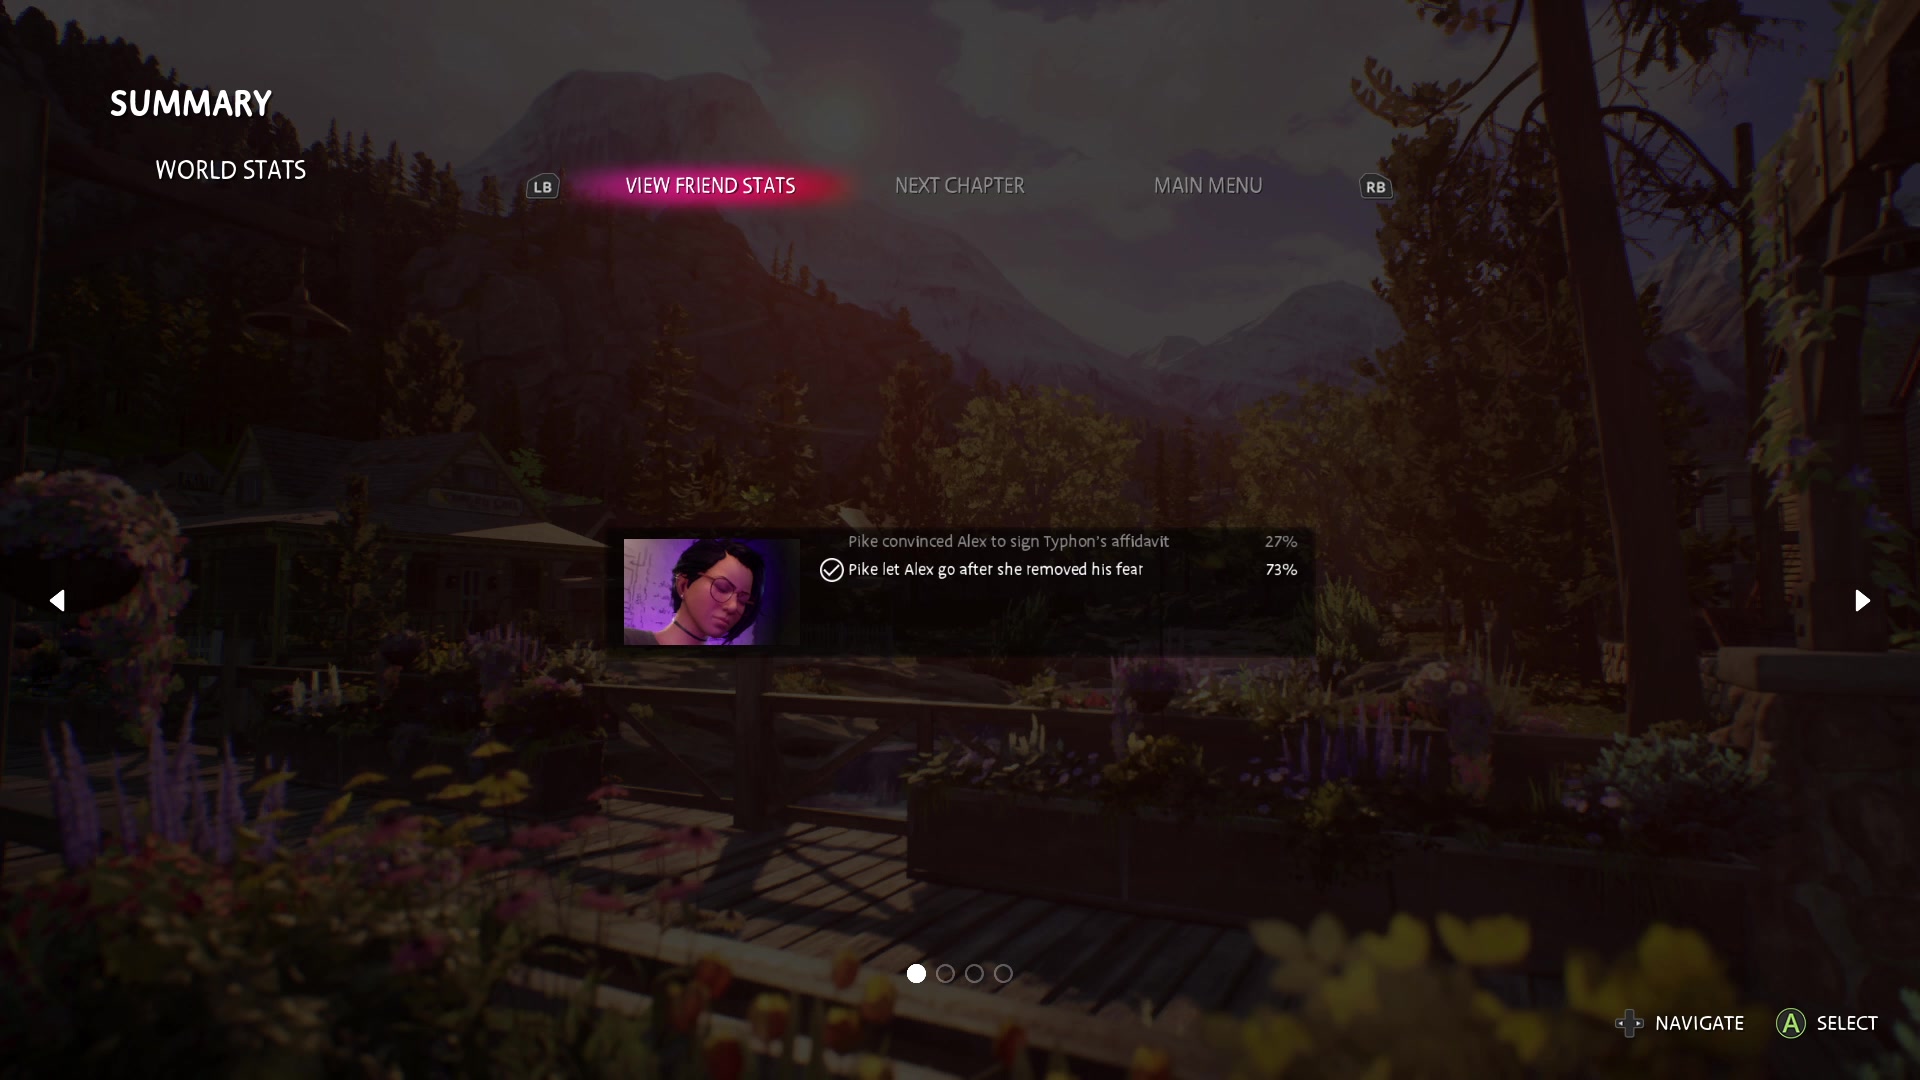 SUMMARY
WORLD STATS
LB
VIEW FRIEND STATS
NEXT CHAPTER
MAIN MENU
RB
Pike convinced Alex to sign Typhon's affidavit 27%
Pike let Alex go after she removed his fear 73%
NAVIGATE
A SELECT